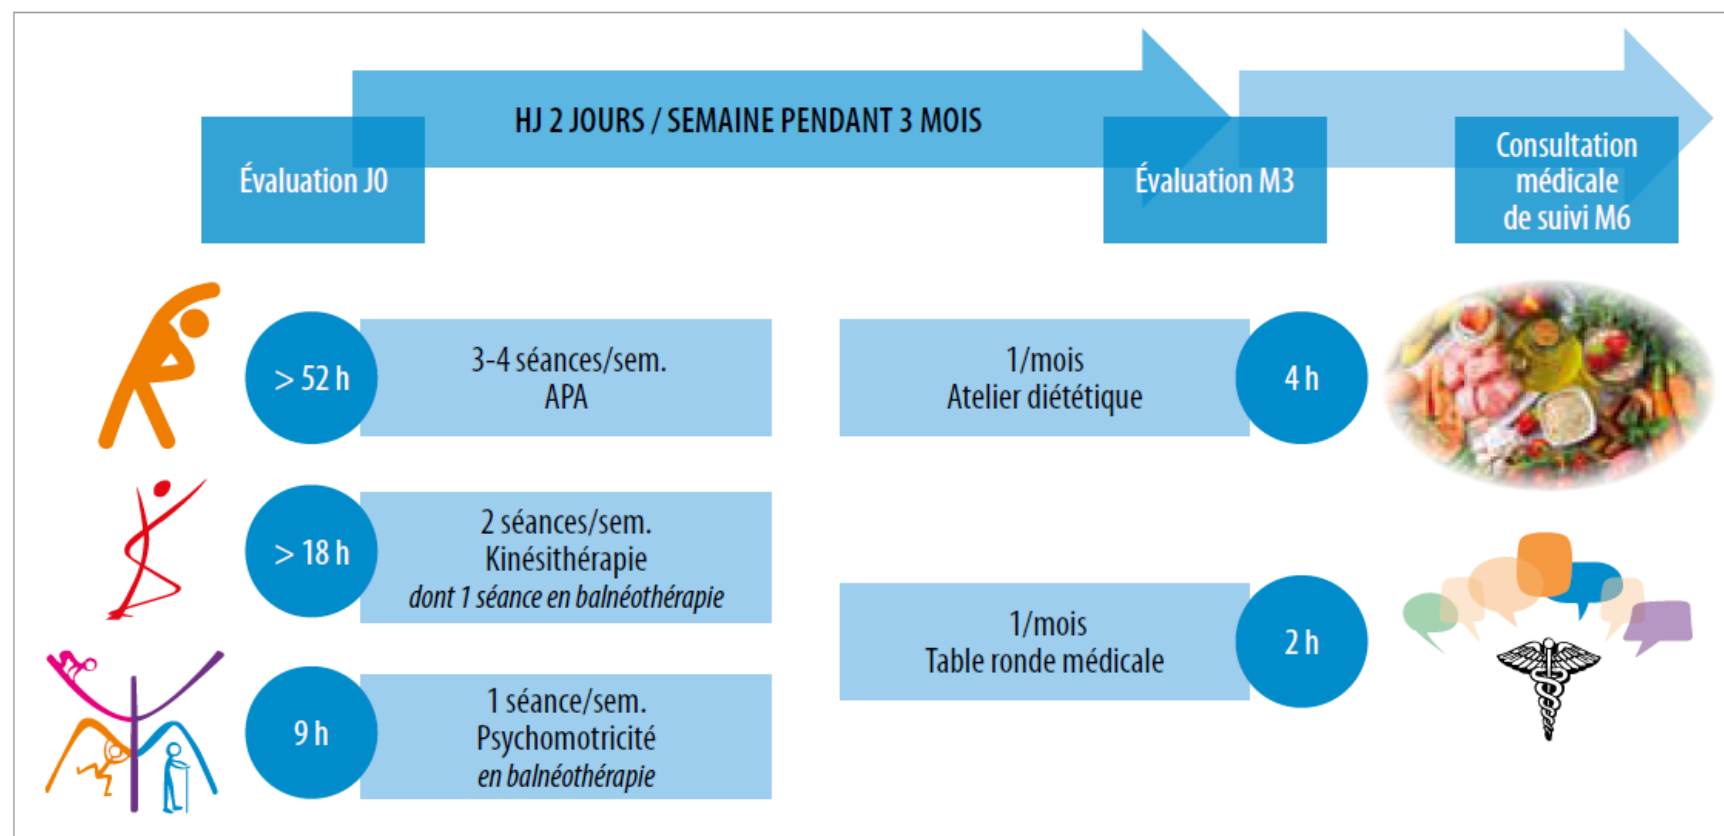 HJ 2 JOURS / SEMAINE PENDANT 3 MOIS
Évaluation J0
Évaluation M3
Consultation
médicale
de suivi M6
> 52 h
3-4 séances/sem.
APA
1/mois
Atelier diététique
4 h
> 18 h
2 séances/sem.
Kinésithérapie
dont 1 séance en balnéothérapie
1/mois
Table ronde médicale
2 h
9 h
1 séance/sem.
Psychomotricité
en balnéothérapie